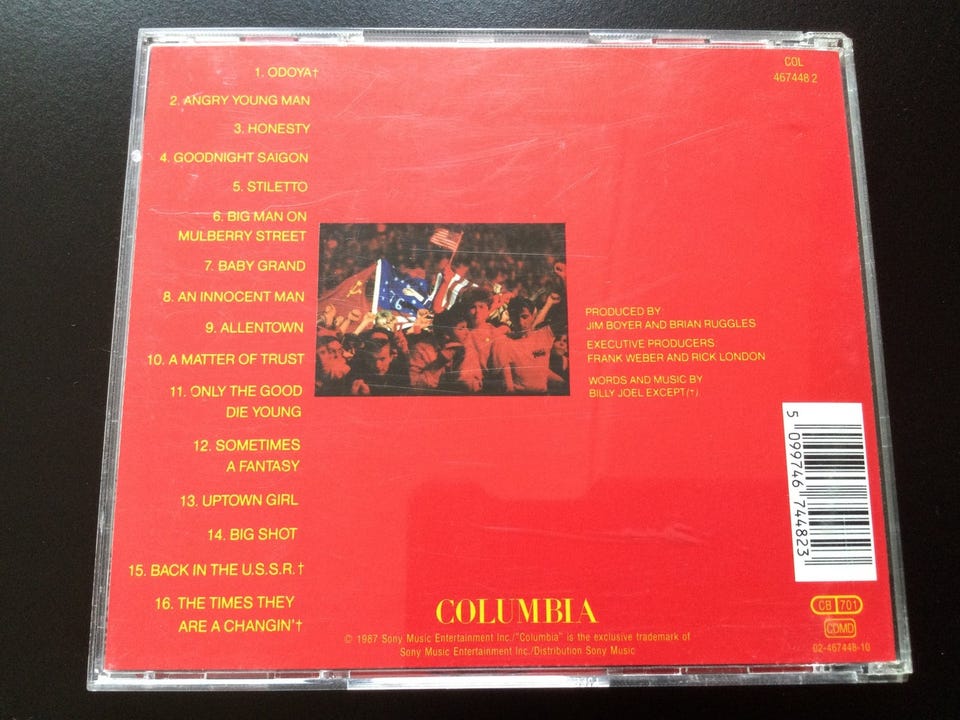 1. ODOYA†
2. ANGRY YOUNG MAN
3. HONESTY
4. GOODNIGHT SAIGON
5. STILETTO
6. BIG MAN ON
MULBERRY STREET
7. BABY GRAND
8. AN INNOCENT MAN
9. ALLENTOWN
10. A MATTER OF TRUST
11. ONLY THE GOOD
DIE YOUNG
12. SOMETIMES
A FANTASY
13. UPTOWN GIRL
14. BIG SHOT
15. BACK IN THE U.S.S.R.†
16. THE TIMES THEY
ARE A CHANGIN'†
COL
467448 2
PRODUCED BY
JIM BOYER AND BRIAN RUGGLES
EXECUTIVE PRODUCERS:
FRANK WEBER AND RICK LONDON
WORDS AND MUSIC BY
BILLY JOEL EXCEPT (†)
5 099746 744823
COLUMBIA
© 1987 Sony Music Entertainment Inc./"Columbia" is the exclusive trademark of
Sony Music Entertainment Inc./Distribution Sony Music
CB 701
CDMD
02-467448-10